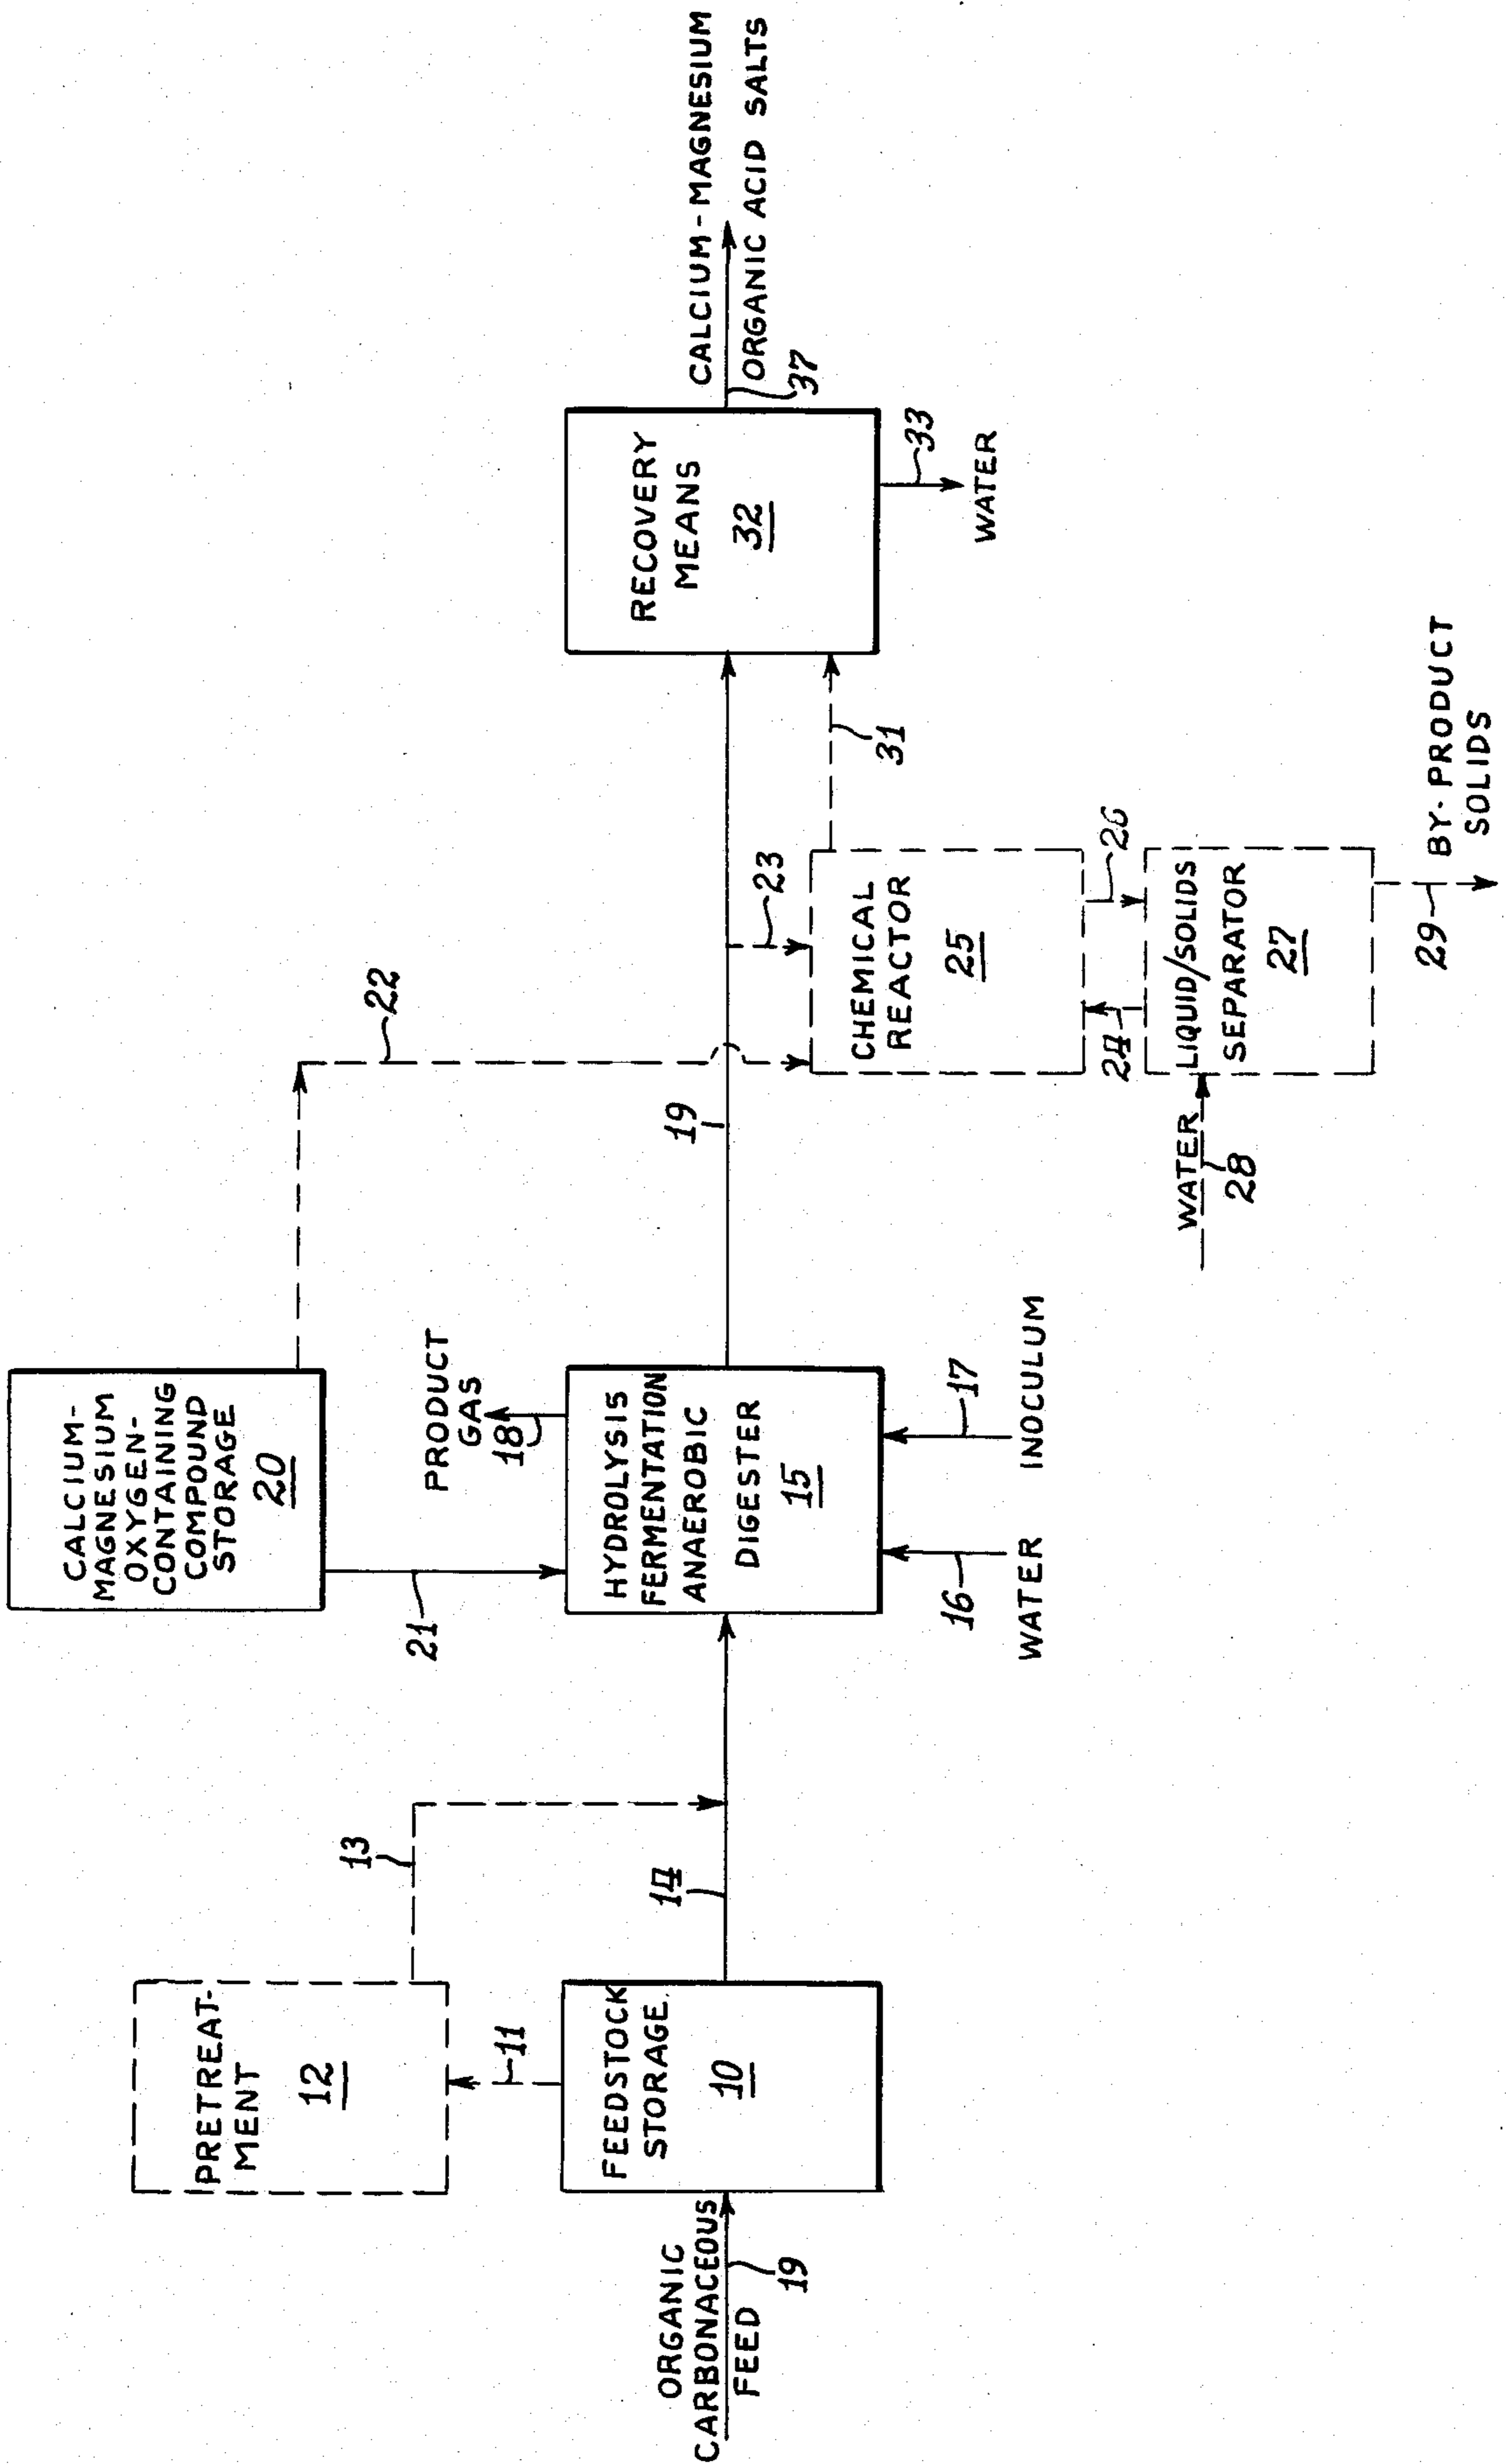 PRETREAT-
MENT
12
13
11
FEEDSTOCK
STORAGE
10
ORGANIC
CARBONACEOUS
FEED
19
14
CALCIUM-
MAGNESIUM
OXYGEN-
CONTAINING
COMPOUND
STORAGE
20
21
22
PRODUCT
GAS
18
HYDROLYSIS
FERMENTATION
ANAEROBIC
DIGESTER
15
16
WATER
17
INOCULUM
19
23
CHEMICAL
REACTOR
25
24
26
LIQUID/SOLIDS
SEPARATOR
27
WATER
28
29
BY-PRODUCT
SOLIDS
31
RECOVERY
MEANS
32
33
WATER
37
CALCIUM-MAGNESIUM
ORGANIC ACID SALTS